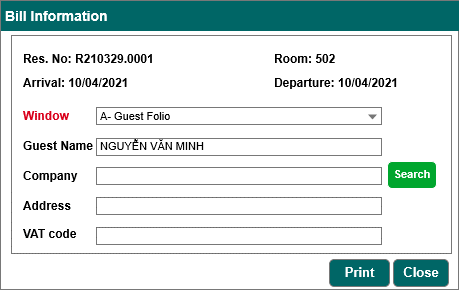 Bill Information
Res. No: R210329.0001 Room: 502
Arrival: 10/04/2021 Departure: 10/04/2021
Window A- Guest Folio
Guest Name NGUYỄN VĂN MINH
Company Search
Address
VAT code
Print Close